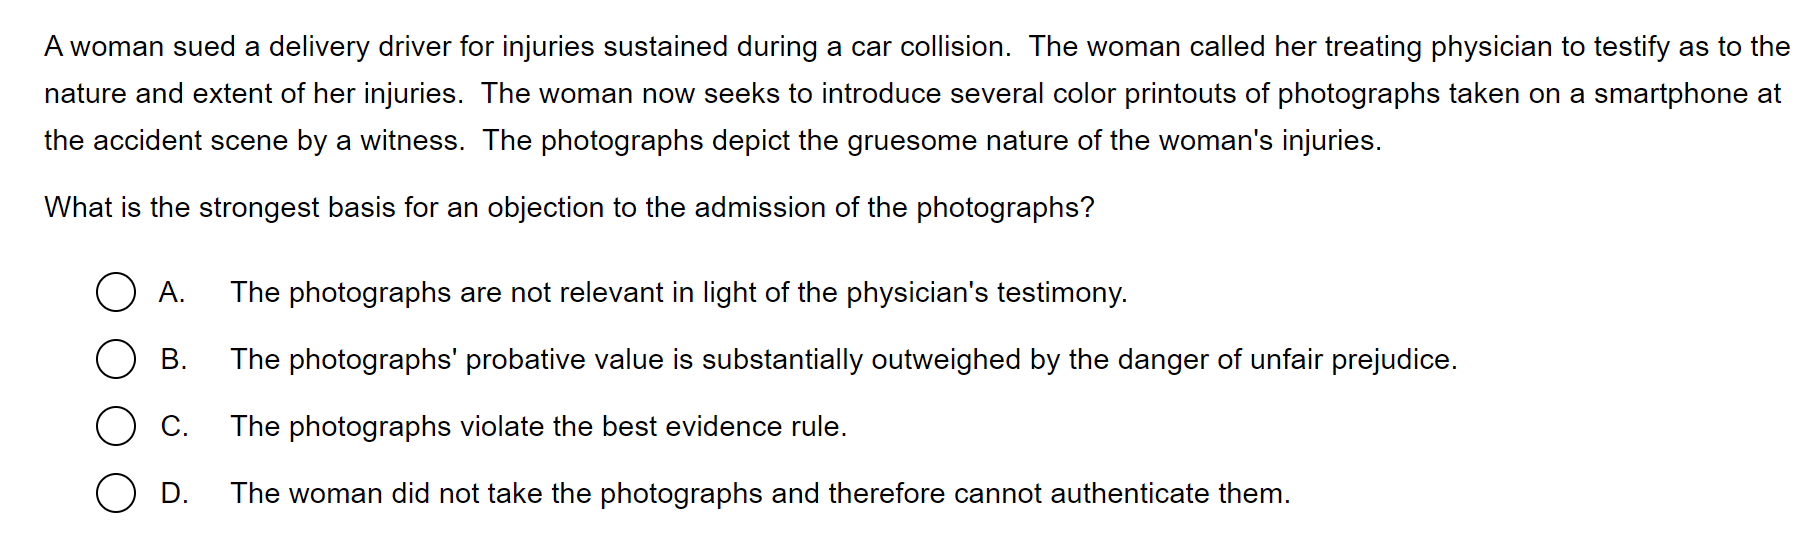 A woman sued a delivery driver for injuries sustained during a car collision.  The woman called her treating physician to testify as to the
nature and extent of her injuries.  The woman now seeks to introduce several color printouts of photographs taken on a smartphone at
the accident scene by a witness.  The photographs depict the gruesome nature of the woman's injuries.
What is the strongest basis for an objection to the admission of the photographs?
A. The photographs are not relevant in light of the physician's testimony.
B. The photographs' probative value is substantially outweighed by the danger of unfair prejudice.
C. The photographs violate the best evidence rule.
D. The woman did not take the photographs and therefore cannot authenticate them.